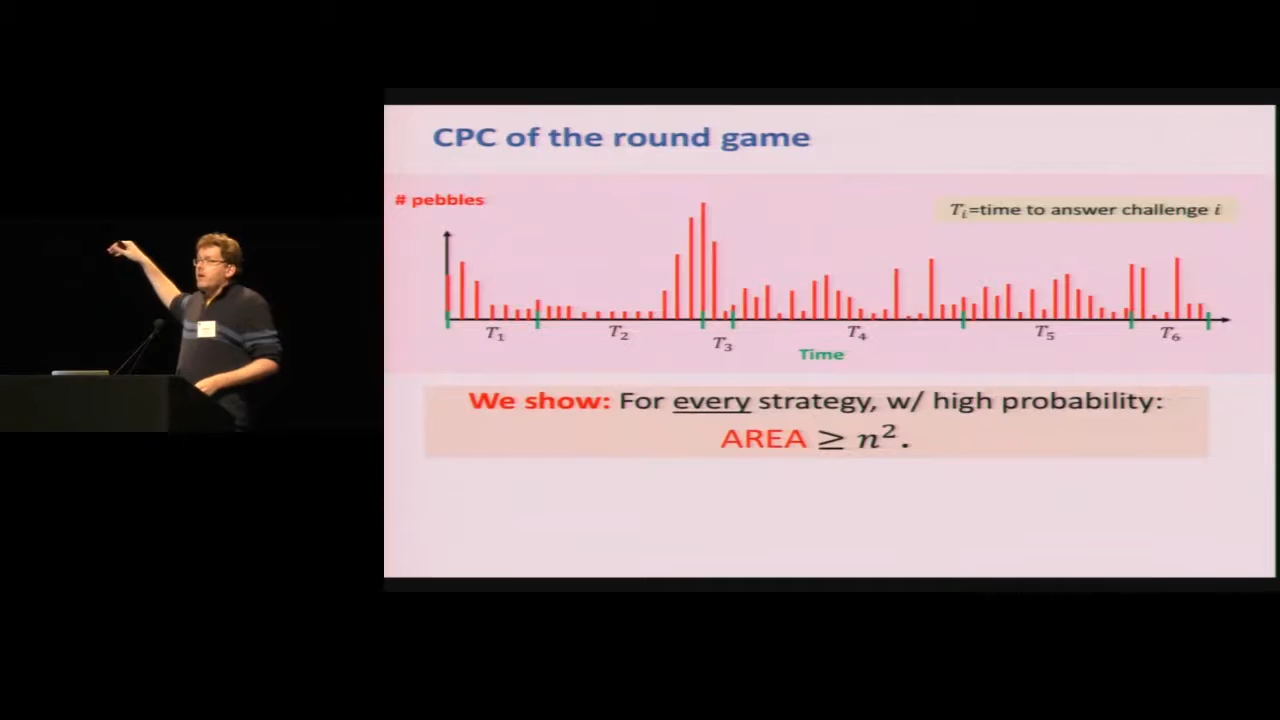 CPC of the round game
# pebbles
T_i=time to answer challenge i
T_1 T_2 T_3 T_4 T_5 T_6
Time
We show: For every strategy, w/ high probability:
AREA ≥ n².